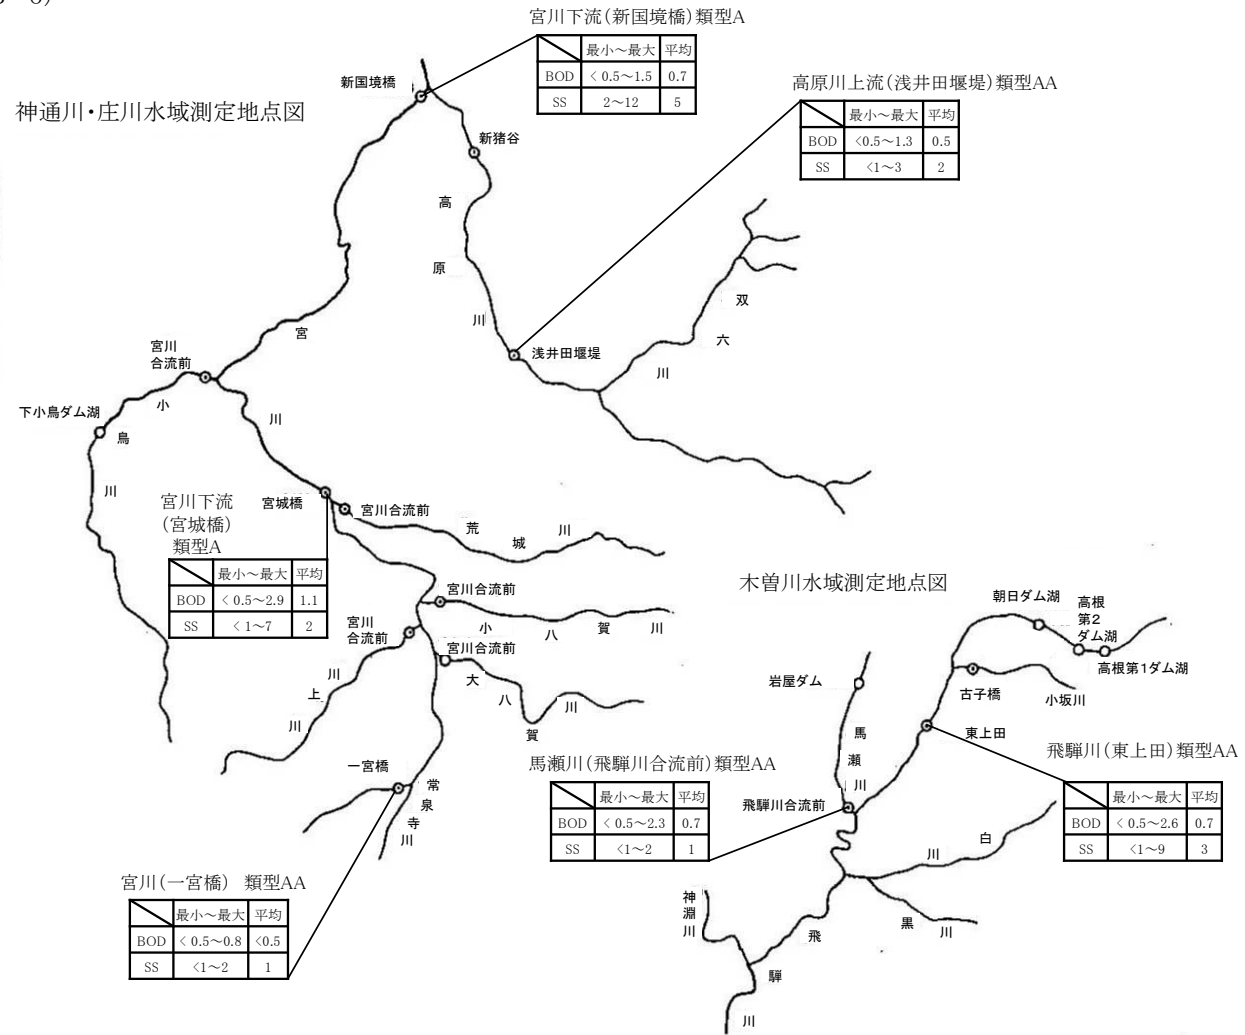 宮川下流(新国境橋)類型A
最小～最大 平均
BOD <0.5～1.5 0.7
SS 2～12 5
新国境橋
神通川・庄川水域測定地点図
高原川上流(浅井田堰堤)類型AA
最小～最大 平均
BOD <0.5～1.3 0.5
SS <1～3 2
新猪谷
高原川
双六川
浅井田堰堤
宮川
宮川
合流前
小鳥川
下小鳥ダム湖
宮川下流
(宮城橋)
類型A
最小～最大 平均
BOD <0.5～2.9 1.1
SS <1～7 2
宮城橋
宮川合流前
荒城川
宮川合流前
小八賀川
宮川
合流前
宮川合流前
大八賀川
川上川
一宮橋
常泉寺川
宮川(一宮橋) 類型AA
最小～最大 平均
BOD <0.5～0.8 <0.5
SS <1～2 1
木曽川水域測定地点図
朝日ダム湖
高根
第2
ダム湖
高根第1ダム湖
古子橋
小坂川
岩屋ダム
馬瀬川
東上田
馬瀬川(飛騨川合流前)類型AA
最小～最大 平均
BOD <0.5～2.3 0.7
SS <1～2 1
飛騨川合流前
飛騨川(東上田)類型AA
最小～最大 平均
BOD <0.5～2.6 0.7
SS <1～9 3
白川
黒川
神淵川
飛騨川